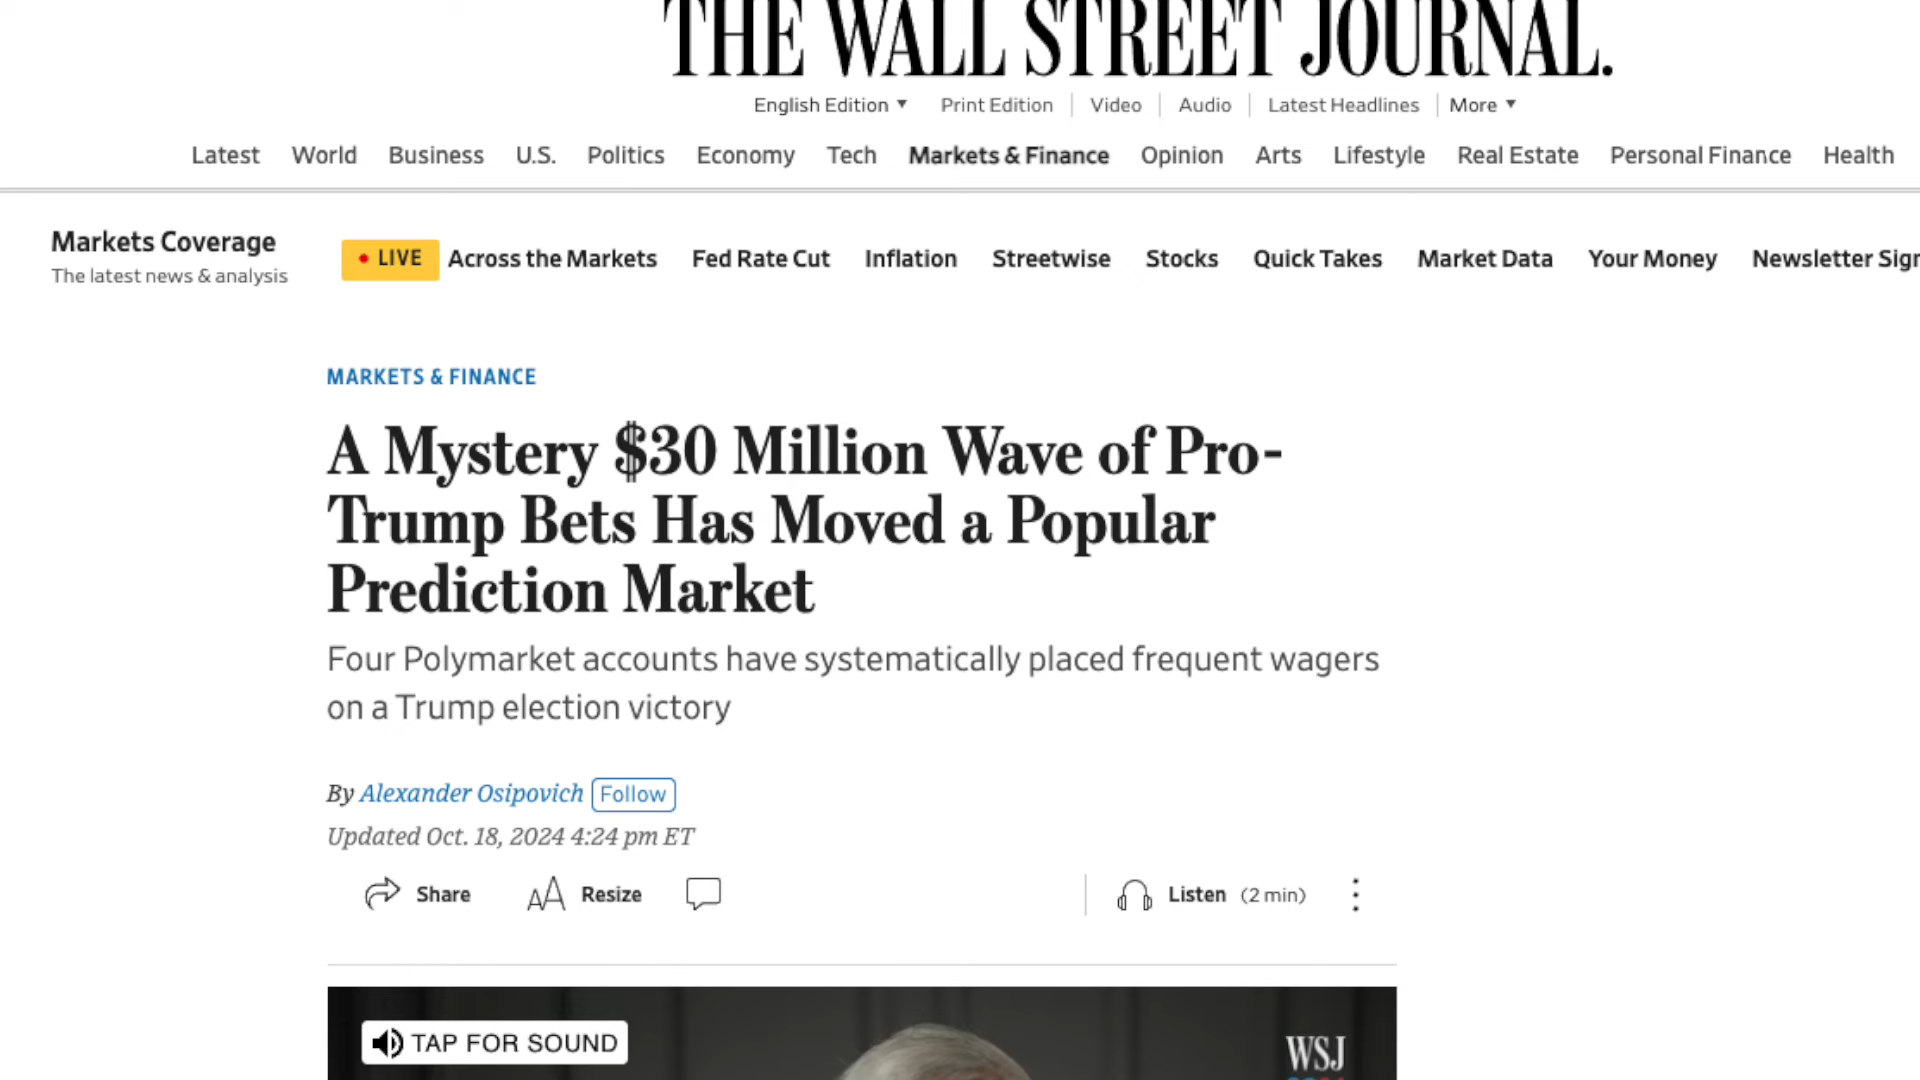 THE WALL STREET JOURNAL.
English Edition Print Edition Video Audio Latest Headlines More
Latest World Business U.S. Politics Economy Tech Markets & Finance Opinion Arts Lifestyle Real Estate Personal Finance Health
Markets Coverage
The latest news & analysis
LIVE Across the Markets Fed Rate Cut Inflation Streetwise Stocks Quick Takes Market Data Your Money Newsletter Sign
MARKETS & FINANCE
A Mystery $30 Million Wave of Pro-
Trump Bets Has Moved a Popular
Prediction Market
Four Polymarket accounts have systematically placed frequent wagers
on a Trump election victory
By Alexander Osipovich Follow
Updated Oct. 18, 2024 4:24 pm ET
Share Resize Listen (2 min)
TAP FOR SOUND
WSJ